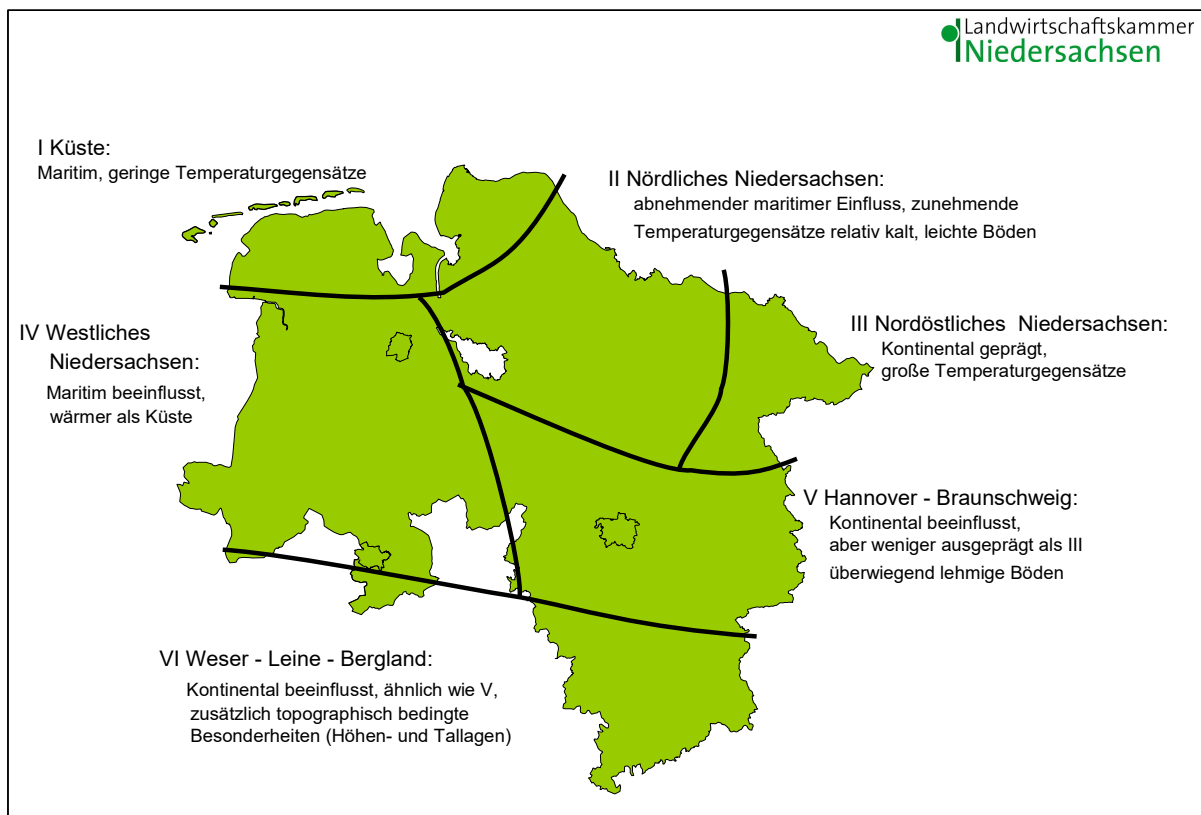 Landwirtschaftskammer
Niedersachsen
I Küste:
Maritim, geringe Temperaturgegensätze
II Nördliches Niedersachsen:
abnehmender maritimer Einfluss, zunehmende
Temperaturgegensätze relativ kalt, leichte Böden
III Nordöstliches Niedersachsen:
Kontinental geprägt,
große Temperaturgegensätze
IV Westliches
Niedersachsen:
Maritim beeinflusst,
wärmer als Küste
V Hannover - Braunschweig:
Kontinental beeinflusst,
aber weniger ausgeprägt als III
überwiegend lehmige Böden
VI Weser - Leine - Bergland:
Kontinental beeinflusst, ähnlich wie V,
zusätzlich topographisch bedingte
Besonderheiten (Höhen- und Tallagen)